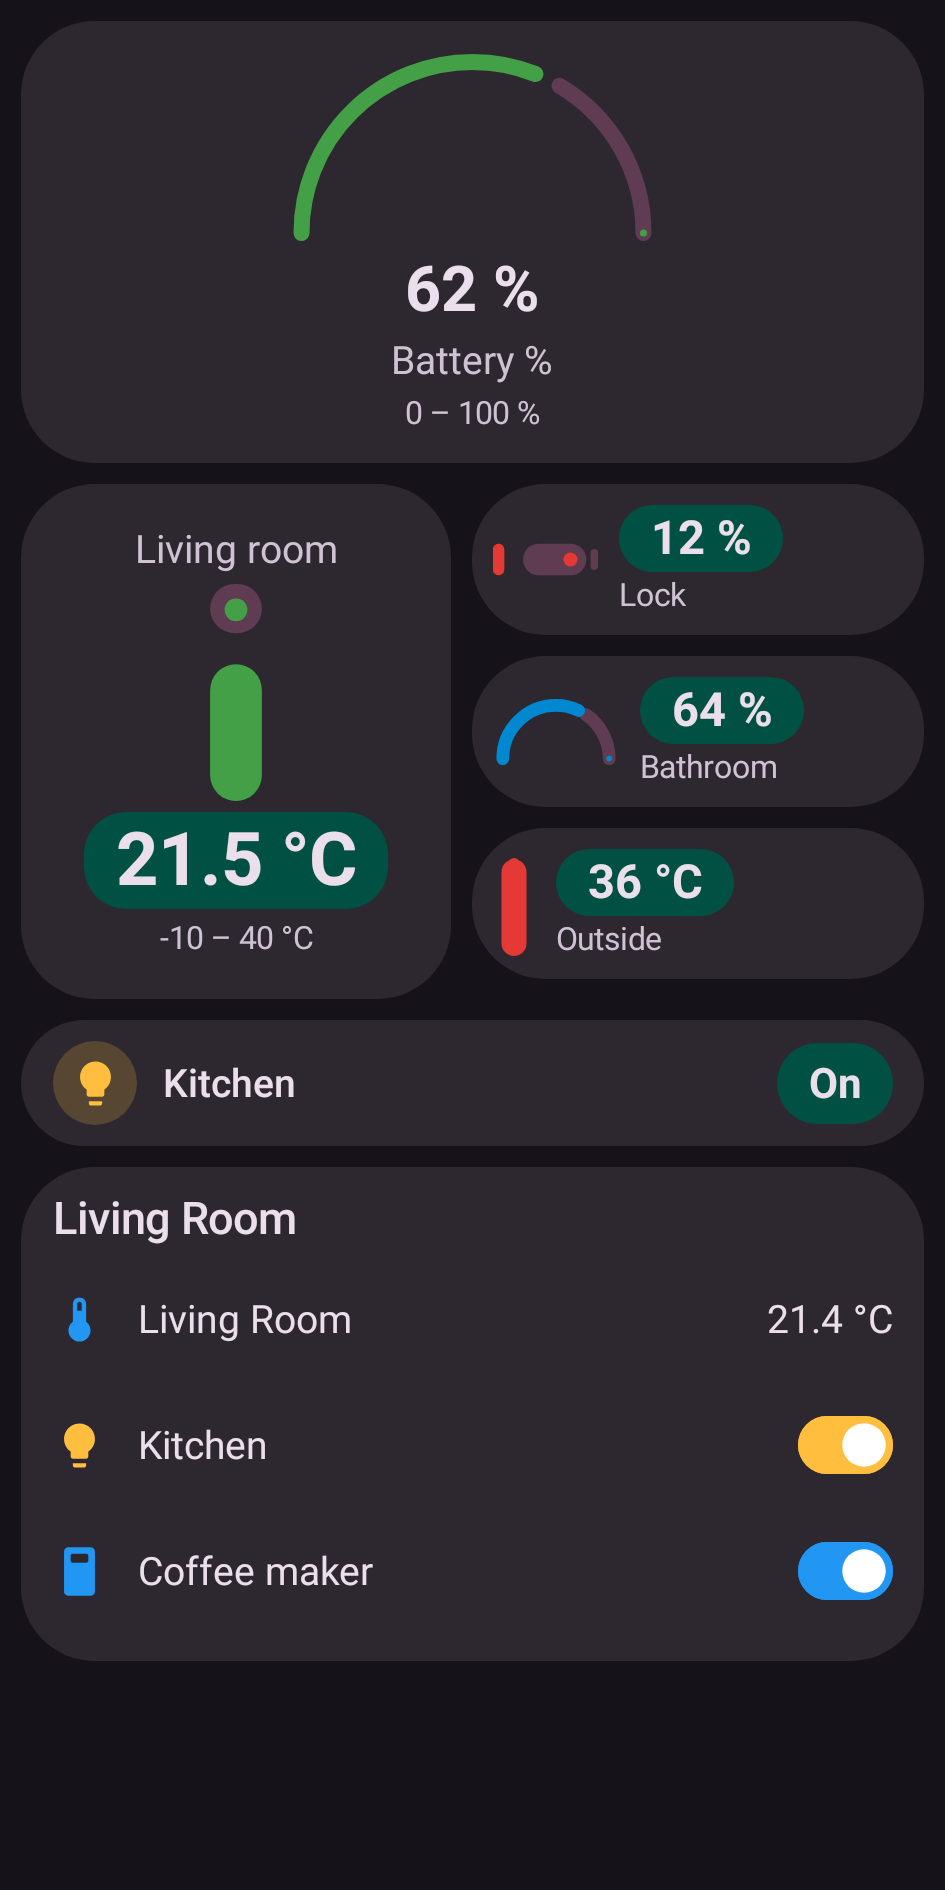 62 %
Battery %
0 – 100 %
Living room
21.5 °C
-10 – 40 °C
12 %
Lock
64 %
Bathroom
36 °C
Outside
Kitchen
On
Living Room
Living Room
21.4 °C
Kitchen
Coffee maker